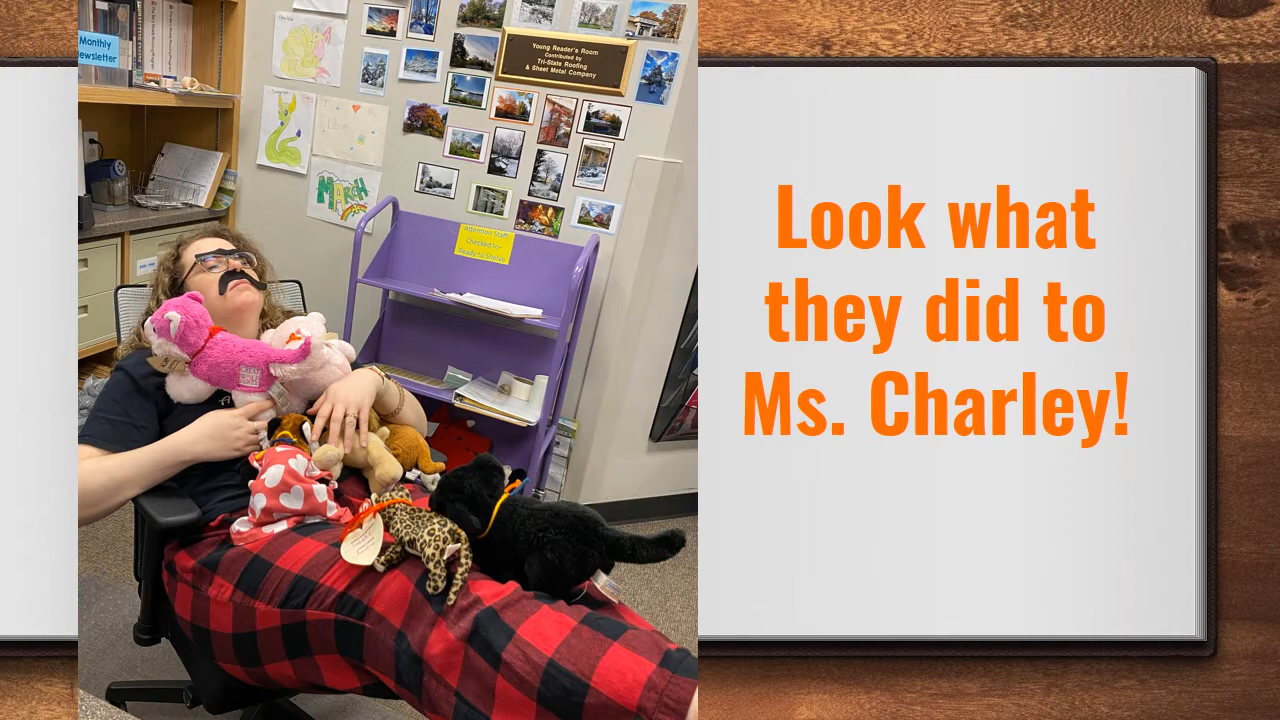 Monthly
Newsletter
Young Reader's Room
Contributed by
Tri-State Roofing
& Sheet Metal Company
MARCH
Attention Staff:
Checked In-
Ready to Shelve
Look what
they did to
Ms. Charley!